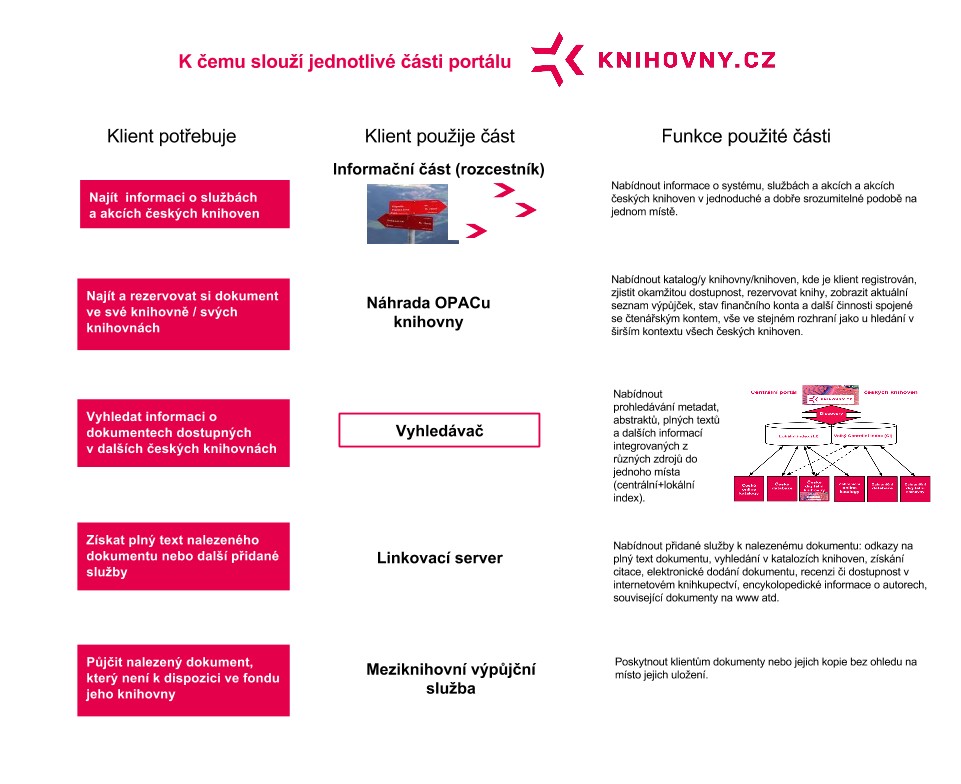 K čemu slouží jednotlivé části portálu
KNIHOVNY.CZ
Klient potřebuje
Klient použije část
Funkce použité části
Najít informaci o službách
a akcích českých knihoven
Informační část (rozcestník)
Nabídnout informace o systému, službách a akcích a akcích
českých knihoven v jednoduché a dobře srozumitelné podobě na
jednom místě.
Najít a rezervovat si dokument
ve své knihovně / svých
knihovnách
Náhrada OPACu
knihovny
Nabídnout katalog/y knihovny/knihoven, kde je klient registrován,
zjistit okamžitou dostupnost, rezervovat knihy, zobrazit aktuální
seznam výpůjček, stav finančního konta a další činnosti spojené
se čtenářským kontem, vše ve stejném rozhraní jako u hledání v
širším kontextu všech českých knihoven.
Vyhledat informaci o
dokumentech dostupných
v dalších českých knihovnách
Vyhledávač
Nabídnout
prohledávání metadat,
abstraktů, plných textů
a dalších informací
integrovaných z
různých zdrojů do
jednoho místa
(centrální+lokální
index).
Centrální portál
českých knihoven
KNIHOVNY.CZ
Discovery
České
online
katalogy
Získat plný text nalezeného
dokumentu nebo další přidané
služby
Linkovací server
Nabídnout přidané služby k nalezenému dokumentu: odkazy na
plný text dokumentu, vyhledání v katalozích knihoven, získání
citace, elektronické dodání dokumentu, recenzi či dostupnost v
internetovém knihkupectví, encykolopedické informace o autorech,
související dokumenty na www atd.
Půjčit nalezený dokument,
který není k dispozici ve fondu
jeho knihovny
Meziknihovní výpůjční
služba
Poskytnout klientům dokumenty nebo jejich kopie bez ohledu na
místo jejich uložení.